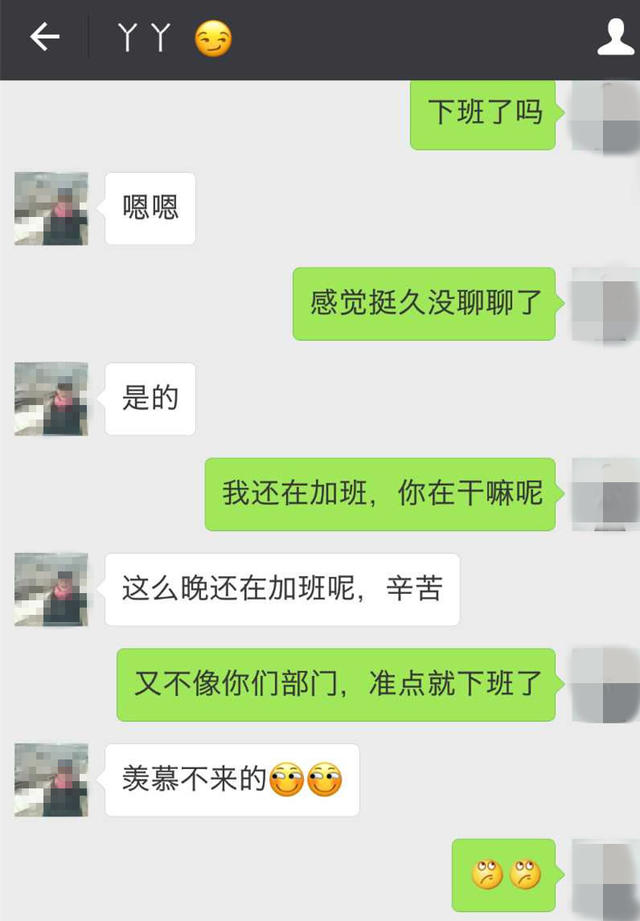 丫丫
下班了吗
嗯嗯
感觉挺久没聊聊了
是的
我还在加班，你在干嘛呢
这么晚还在加班呢，辛苦
又不像你们部门，准点就下班了
羡慕不来的